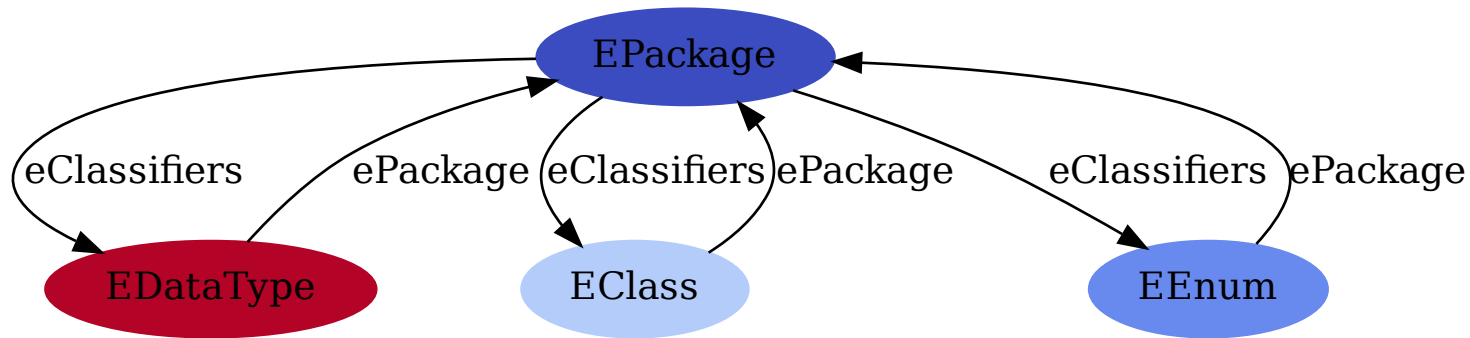 EPackage
eClassifiers
ePackage
eClassifiers
ePackage
eClassifiers
ePackage
EDataType
EClass
EEnum